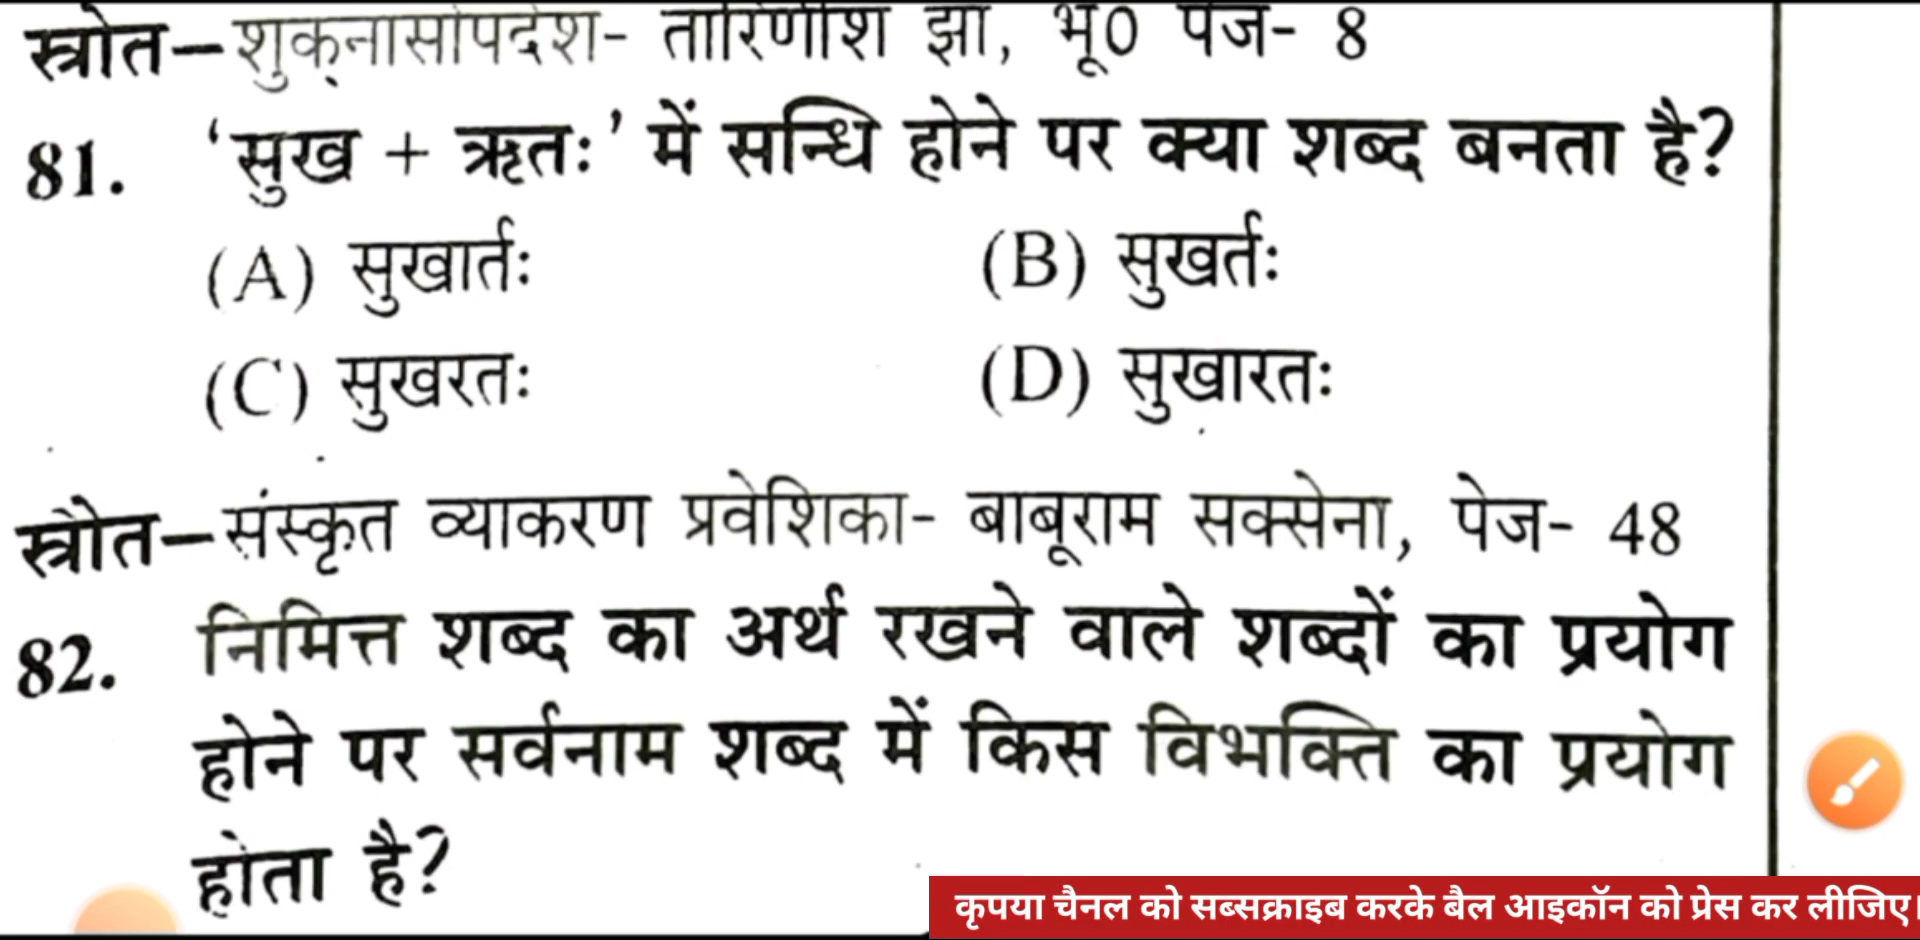 स्त्रोत–शुकनासोपदेश- तारिणीश झा, भू0 पेज- 8
81. ‘सुख + ऋतः’ में सन्धि होने पर क्या शब्द बनता है?
(A) सुखार्तः (B) सुखर्तः
(C) सुखरतः (D) सुखारतः
स्त्रोत–संस्कृत व्याकरण प्रवेशिका- बाबूराम सक्सेना, पेज- 48
82. निमित्त शब्द का अर्थ रखने वाले शब्दों का प्रयोग
होने पर सर्वनाम शब्द में किस विभक्ति का प्रयोग
होता है?
कृपया चैनल को सब्सक्राइब करके बैल आइकॉन को प्रेस कर लीजिए।